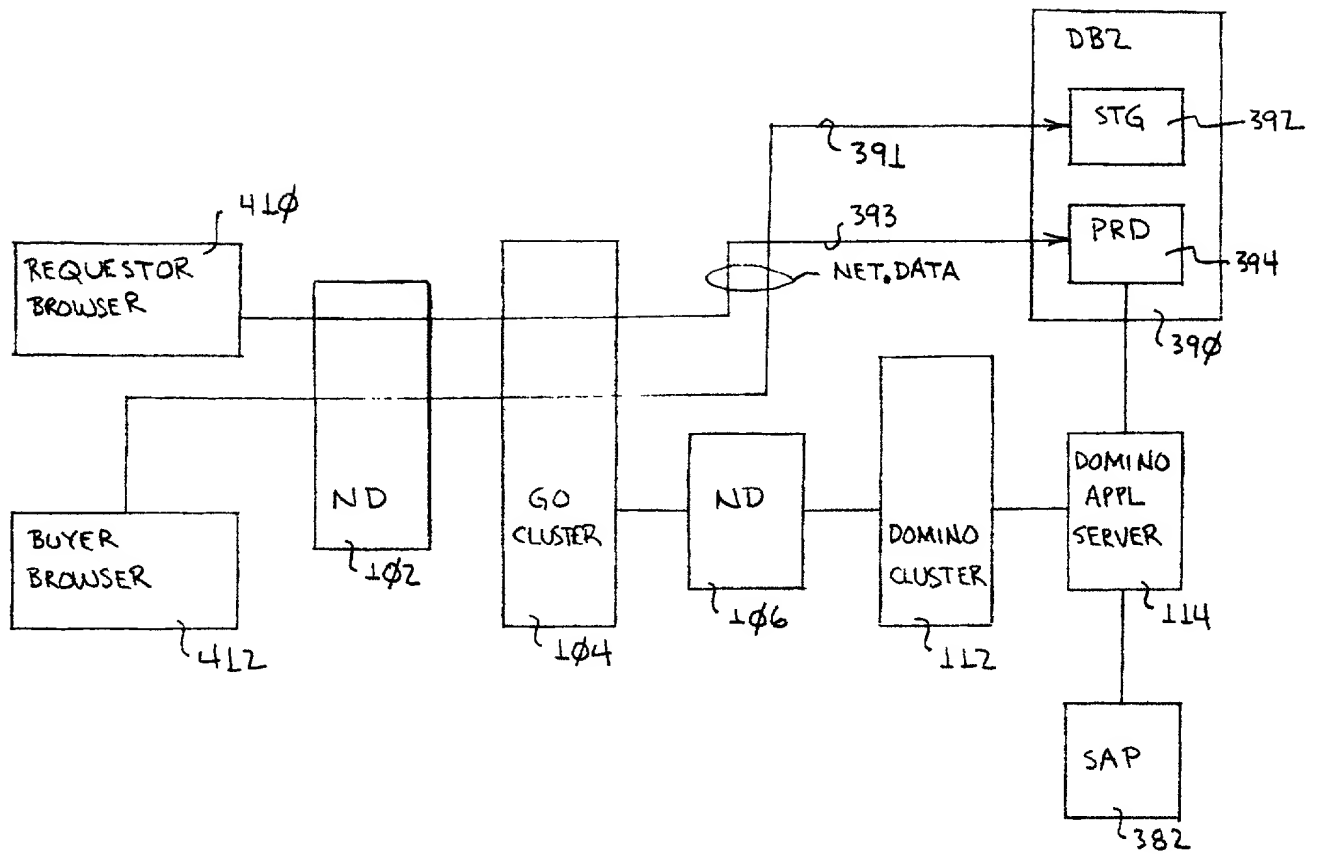 DB2
STG
392
391
410
393
PRD
394
REQUESTOR
BROWSER
NET.DATA
390
ND
102
GO
CLUSTER
104
ND
106
DOMINO
CLUSTER
112
DOMINO
APPL
SERVER
114
BUYER
BROWSER
412
SAP
382